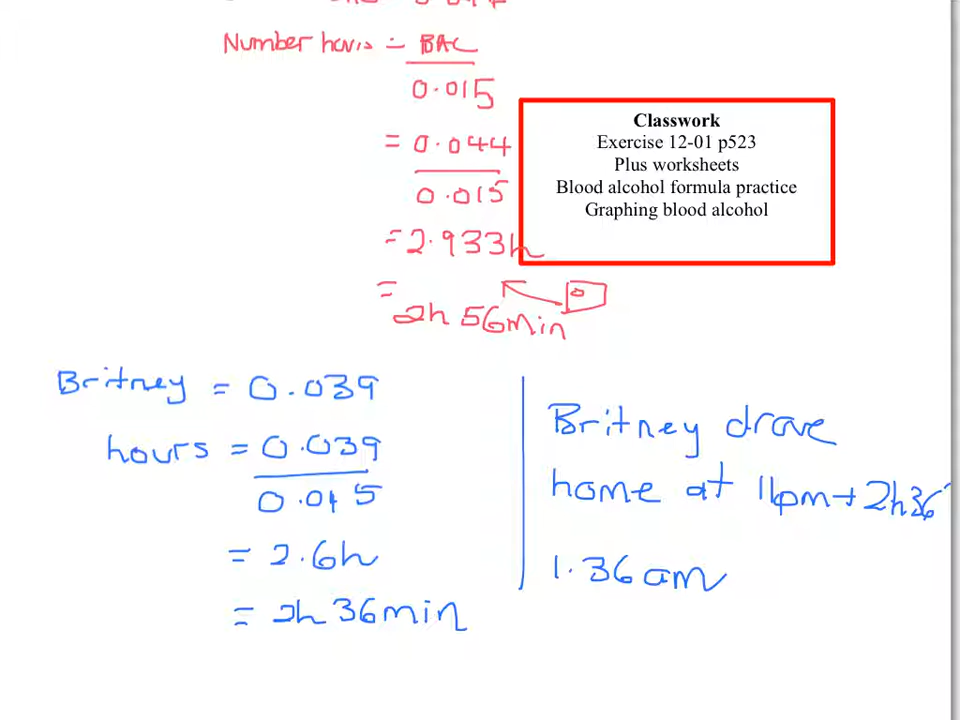 Number hours = BAC
0.015
= 0.044
0.015
= 2.933h
=
2h 56min
Classwork
Exercise 12-01 p523
Plus worksheets
Blood alcohol formula practice
Graphing blood alcohol
Britney = 0.039
hours = 0.039
0.015
= 2.6h
= 2h 36min
Britney drove
home at 11pm + 2h36
1.36am